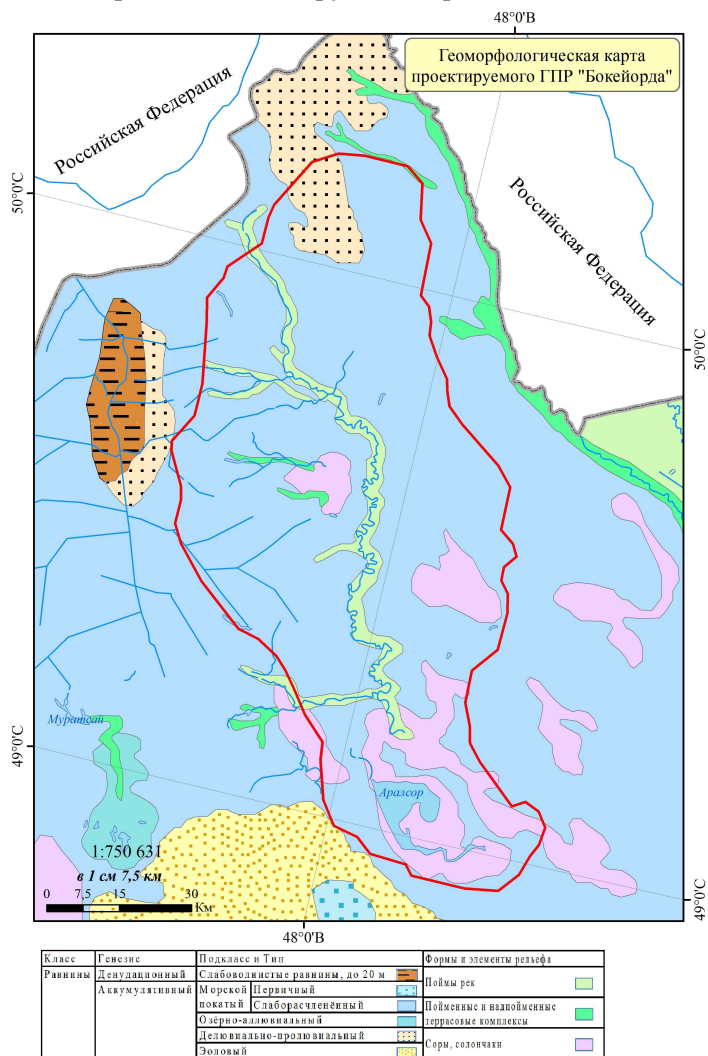 48°0'В
Геоморфологическая карта
проектируемого ГПР "Бокейорда"
Российская Федерация
Российская Федерация
50°0'С
50°0'С
Муратсай
49°0'С
Аралсор
1:750 631
в 1 см 7,5 км
0 7,5 15 30
Км
49°0'С
48°0'В
Класс Генезис Подкласс и Тип Формы и элементы рельефа
Равнины Денудационный Слабоволнистые равнины, до 20 м Поймы рек
Аккумулятивный Морской Первичный
покатый Слаборасчленённый Пойменные и надпойменные
Озёрно-аллювиальный террасовые комплексы
Делювиально-пролювиальный Соры, солончаки
Эоловый